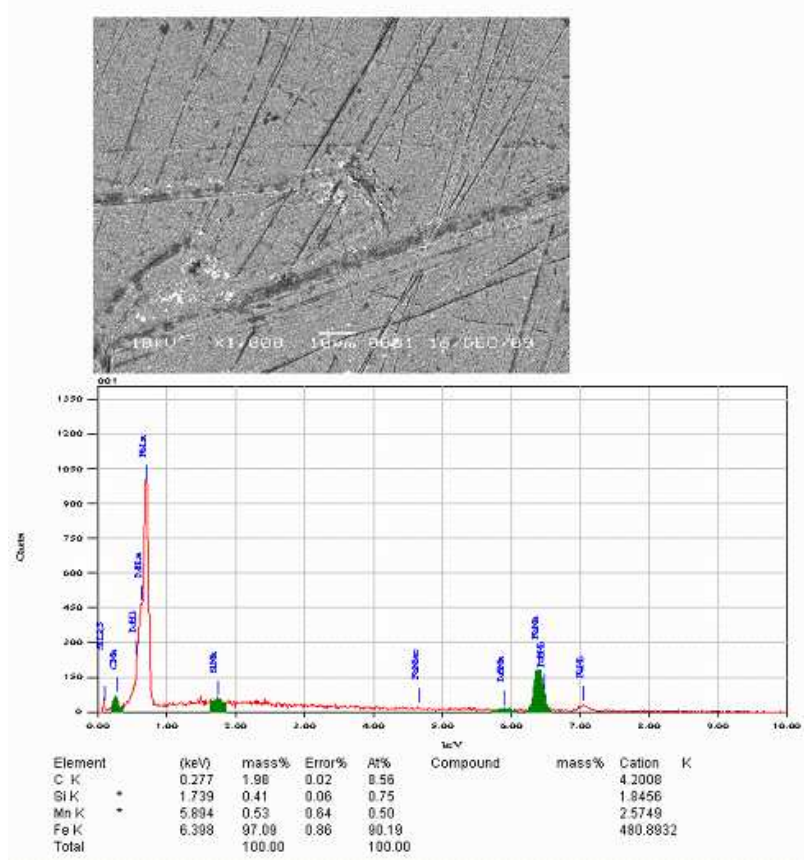 10kV X1,000 10μm 0001 16/DEC/09
001
1350
1200
1050
900
750
600
450
300
150
0
0.00 1.00 2.00 3.00 4.00 5.00 6.00 7.00 8.00 9.00 10.00
keV
Element (keV) mass% Error% At% Compound mass% Cation K
C K 0.277 1.98 0.02 8.56 4.2008
Si K * 1.739 0.41 0.06 0.75 1.8456
Mn K * 5.894 0.53 0.64 0.50 2.5749
Fe K 6.398 97.09 0.86 90.19 480.8932
Total 100.00 100.00